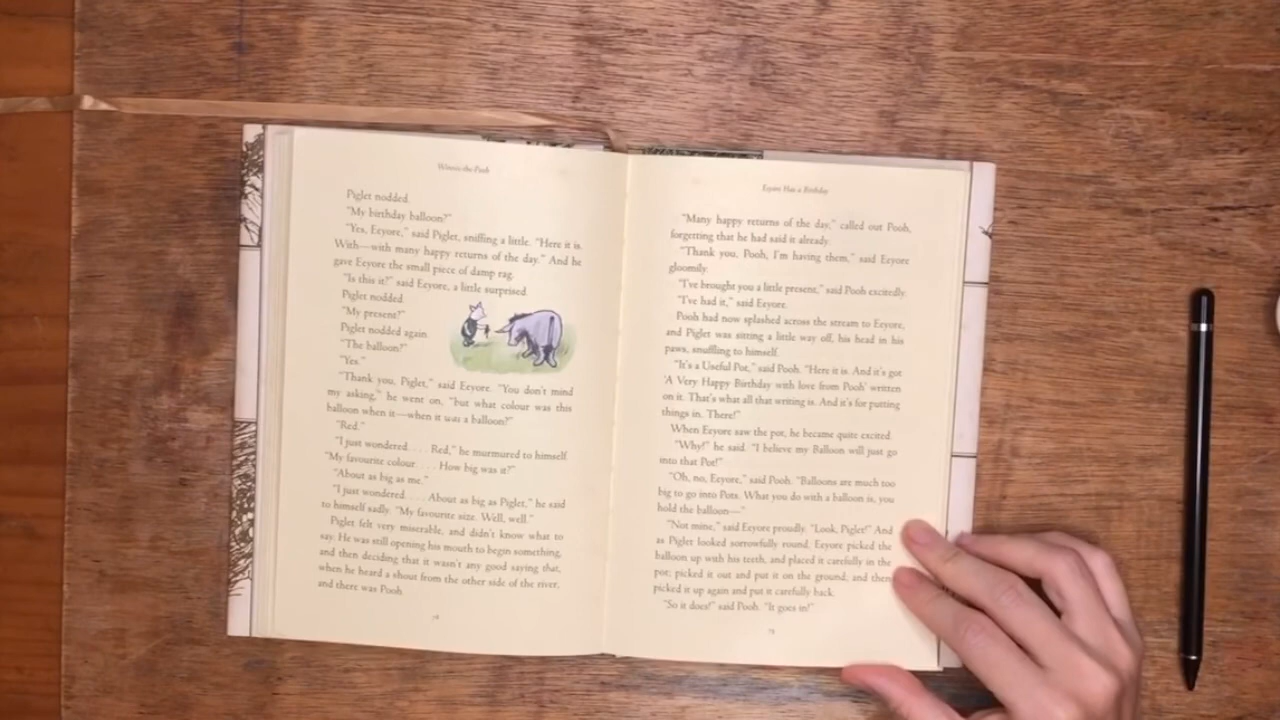 Winnie-the-Pooh
Piglet nodded.
"My birthday balloon?"
"Yes, Eeyore," said Piglet, sniffing a little. "Here it is.
With—with many happy returns of the day." And he
gave Eeyore the small piece of damp rag.
"Is this it?" said Eeyore, a little surprised.
Piglet nodded.
"My present?"
Piglet nodded again.
"The balloon?"
"Yes."
"Thank you, Piglet," said Eeyore. "You don't mind
my asking," he went on, "but what colour was this
balloon when it—when it was a balloon?"
"Red."
"I just wondered. . . . Red," he murmured to himself.
"My favourite colour. . . . How big was it?"
"About as big as me."
"I just wondered. . . . About as big as Piglet," he said
to himself sadly. "My favourite size. Well, well."
Piglet felt very miserable, and didn't know what to
say. He was still opening his mouth to begin something,
and then deciding that it wasn't any good saying that,
when he heard a shout from the other side of the river,
and there was Pooh.
Eeyore Has a Birthday
"Many happy returns of the day," called out Pooh,
forgetting that he had said it already.
"Thank you, Pooh, I'm having them," said Eeyore
gloomily.
"I've brought you a little present," said Pooh excitedly.
"I've had it," said Eeyore.
Pooh had now splashed across the stream to Eeyore,
and Piglet was sitting a little way off, his head in his
paws, snuffling to himself.
"It's a Useful Pot," said Pooh. "Here it is. And it's got
'A Very Happy Birthday with love from Pooh' written
on it. That's what all that writing is. And it's for putting
things in. There!"
When Eeyore saw the pot, he became quite excited.
"Why!" he said. "I believe my Balloon will just go
into that Pot!"
"Oh, no, Eeyore," said Pooh. "Balloons are much too
big to go into Pots. What you do with a balloon is, you
hold the balloon—"
"Not mine," said Eeyore proudly. "Look, Piglet!" And
as Piglet looked sorrowfully round, Eeyore picked the
balloon up with his teeth, and placed it carefully in the
pot; picked it out and put it on the ground; and then
picked it up again and put it carefully back.
"So it does!" said Pooh. "It goes in!"